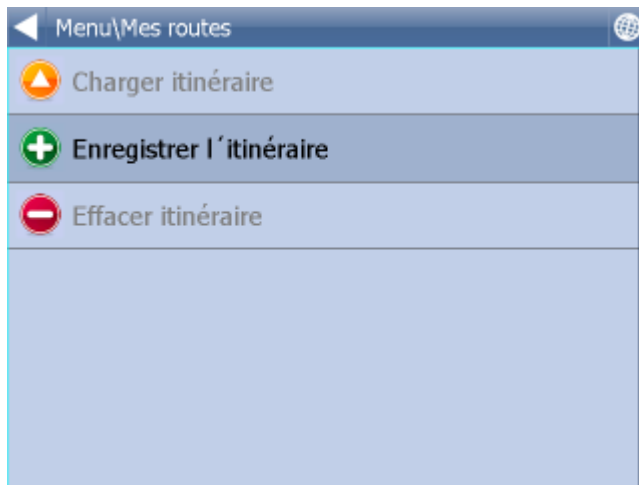 Menu\Mes routes
Charger itinéraire
Enregistrer l´itinéraire
Effacer itinéraire